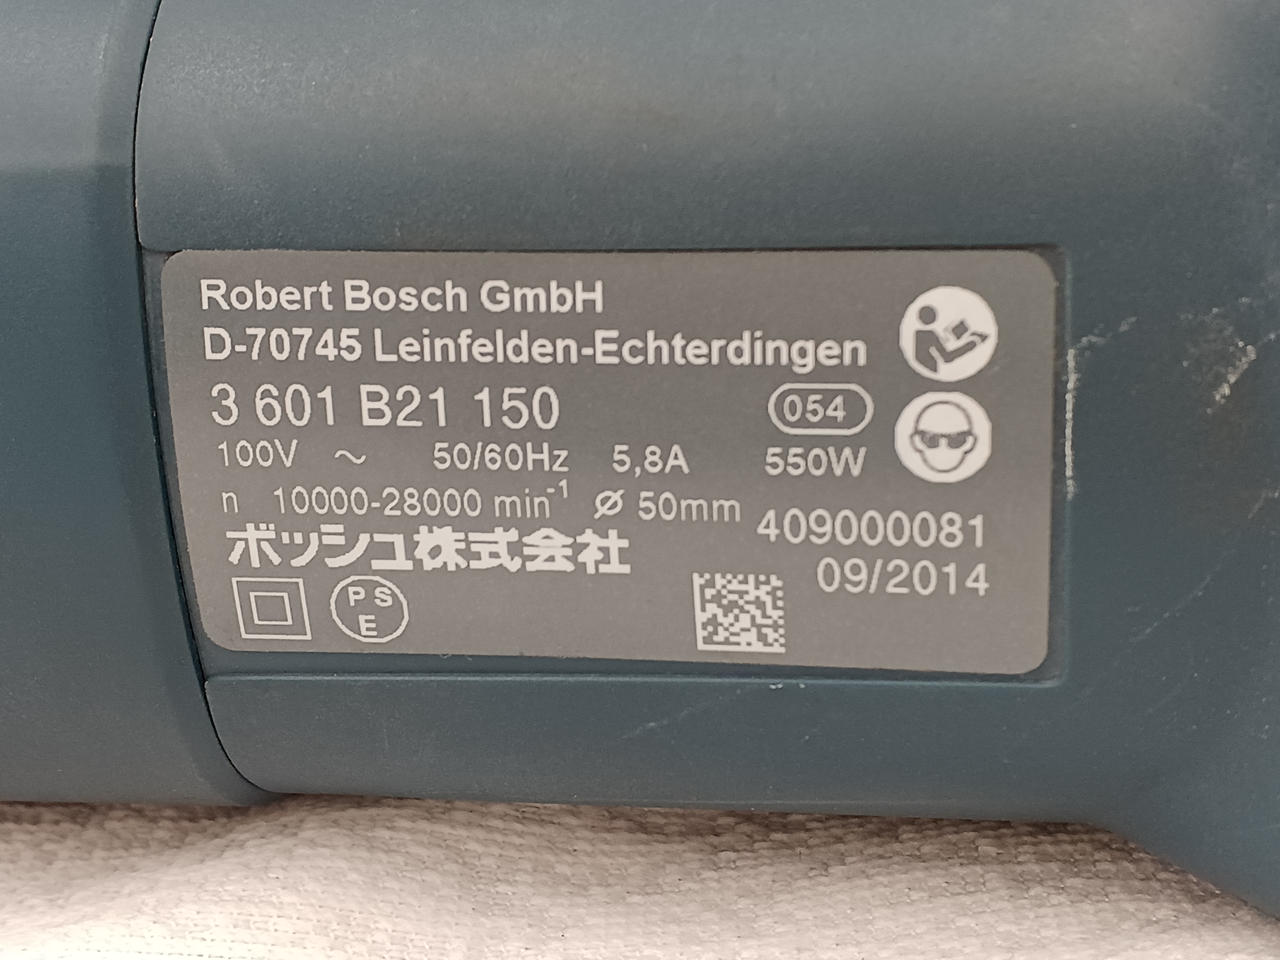 Robert Bosch GmbH
D-70745 Leinfelden-Echterdingen
3 601 B21 150 054
100V ~ 50/60Hz 5,8A 550W
n 10000-28000 min⁻¹ ⌀ 50mm
409000081
ボッシュ株式会社
09/2014
PS
E